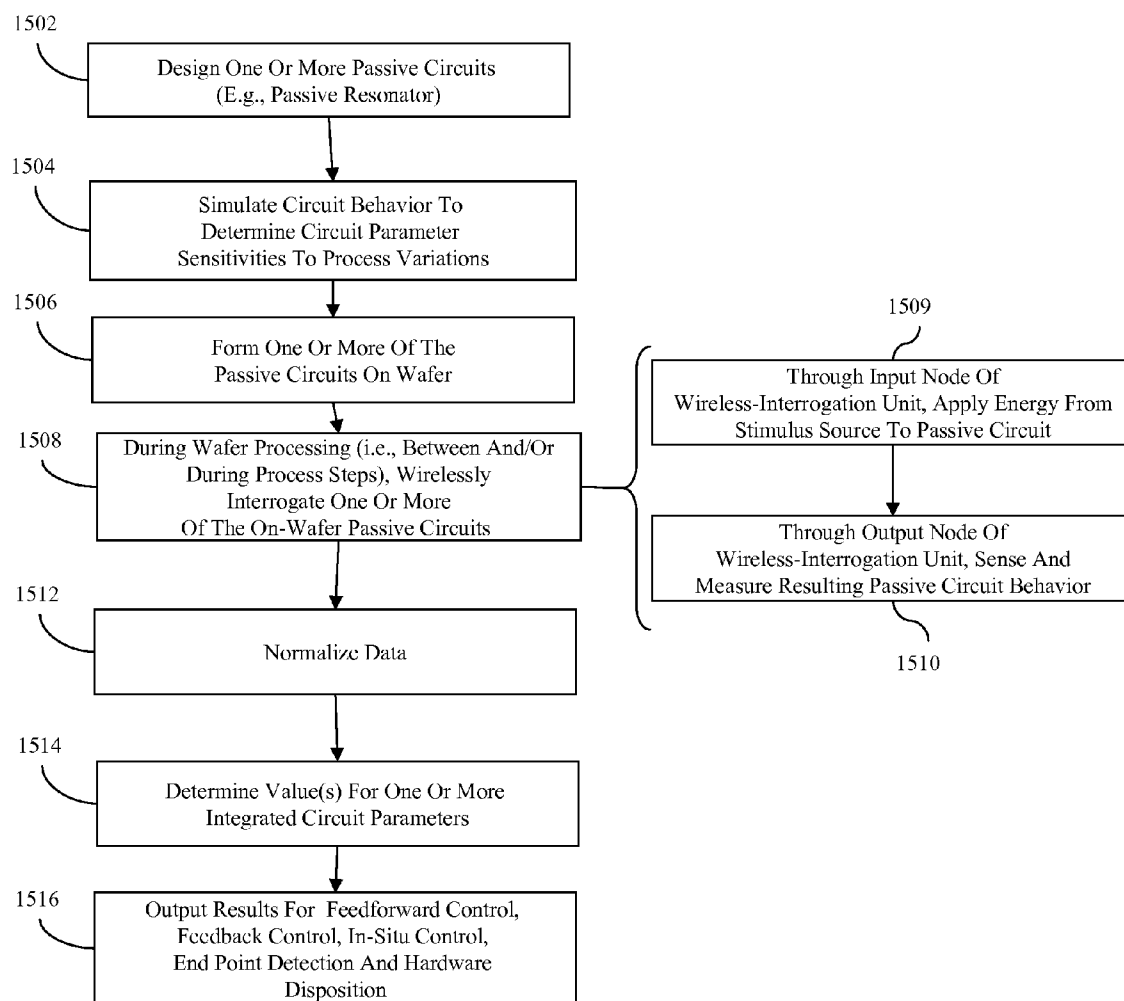 1502
Design One Or More Passive Circuits
(E.g., Passive Resonator)
1504
Simulate Circuit Behavior To
Determine Circuit Parameter
Sensitivities To Process Variations
1506
Form One Or More Of The
Passive Circuits On Wafer
1508
During Wafer Processing (i.e., Between And/Or
During Process Steps), Wirelessly
Interrogate One Or More
Of The On-Wafer Passive Circuits
1509
Through Input Node Of
Wireless-Interrogation Unit, Apply Energy From
Stimulus Source To Passive Circuit
Through Output Node Of
Wireless-Interrogation Unit, Sense And
Measure Resulting Passive Circuit Behavior
1510
1512
Normalize Data
1514
Determine Value(s) For One Or More
Integrated Circuit Parameters
1516
Output Results For Feedforward Control,
Feedback Control, In-Situ Control,
End Point Detection And Hardware
Disposition